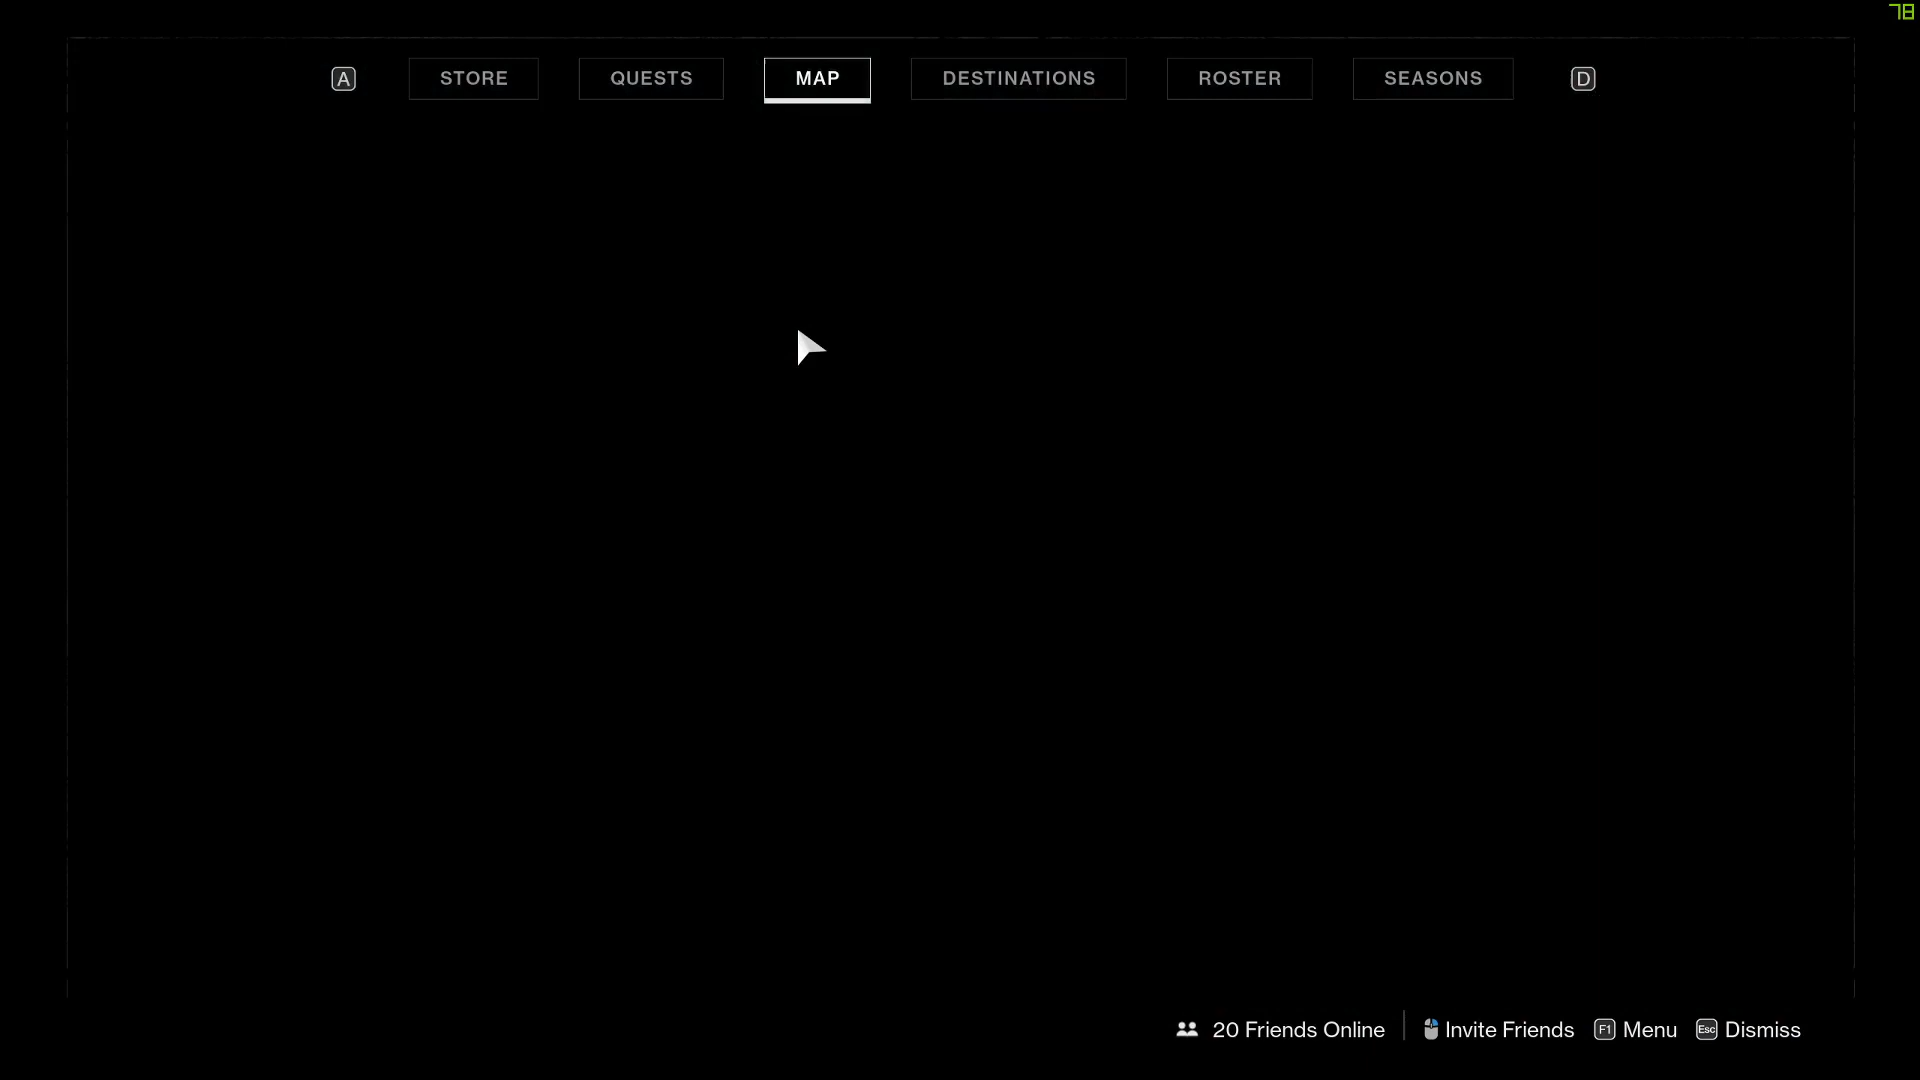 78
A STORE QUESTS MAP DESTINATIONS ROSTER SEASONS D
20 Friends Online Invite Friends F1 Menu Esc Dismiss